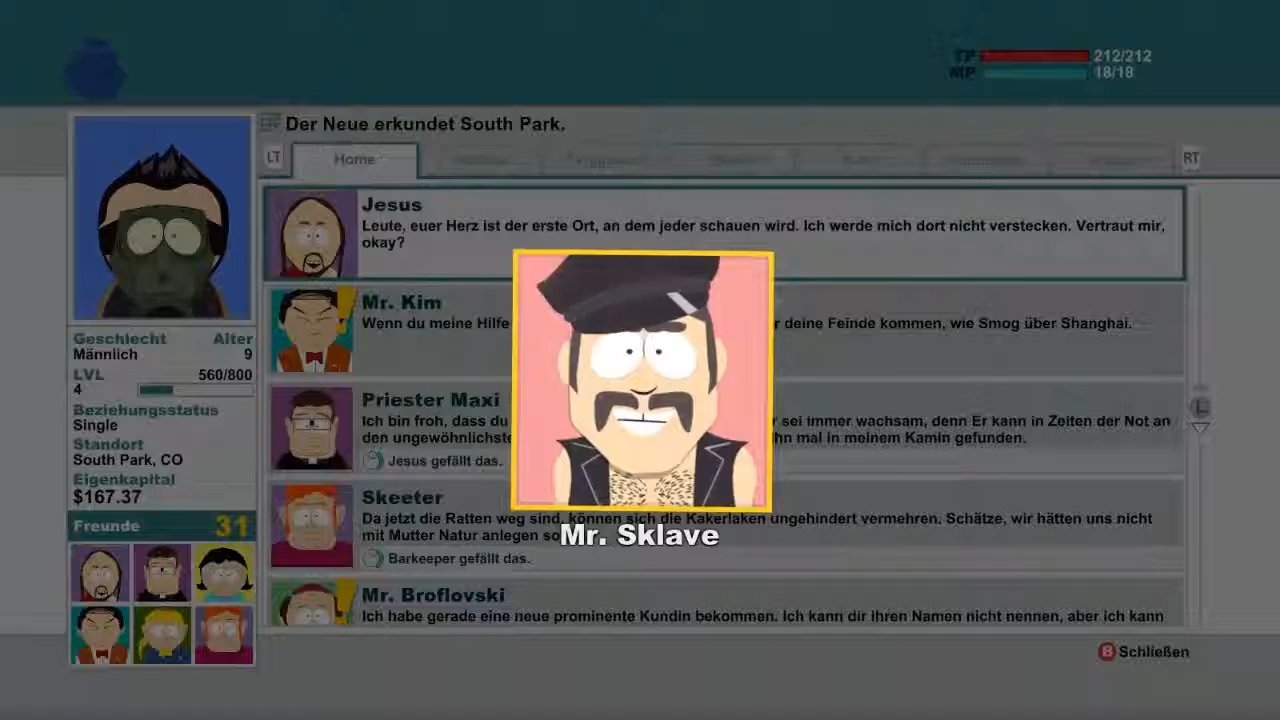 TP 212/212
MP 18/18
Der Neue erkundet South Park.
LT
Home
RT
Jesus
Leute, euer Herz ist der erste Ort, an dem jeder schauen wird. Ich werde mich dort nicht verstecken. Vertraut mir,
okay?
Mr. Kim
Wenn du meine Hilfe
deine Feinde kommen, wie Smog über Shanghai.
Priester Maxi
Ich bin froh, dass du
sei immer wachsam, denn Er kann in Zeiten der Not an
den ungewöhnlichste
mal in meinem Kamin gefunden.
Jesus gefällt das.
Skeeter
Da jetzt die Ratten weg sind, können sich die Kakerlaken ungehindert vermehren. Schätze, wir hätten uns nicht
mit Mutter Natur anlegen so
Barkeeper gefällt das.
Mr. Broflovski
Ich habe gerade eine neue prominente Kundin bekommen. Ich kann dir ihren Namen nicht nennen, aber ich kann
Mr. Sklave
Geschlecht Alter
Männlich 9
LVL 560/800
4
Beziehungsstatus
Single
Standort
South Park, CO
Eigenkapital
$167.37
Freunde 31
L
B Schließen